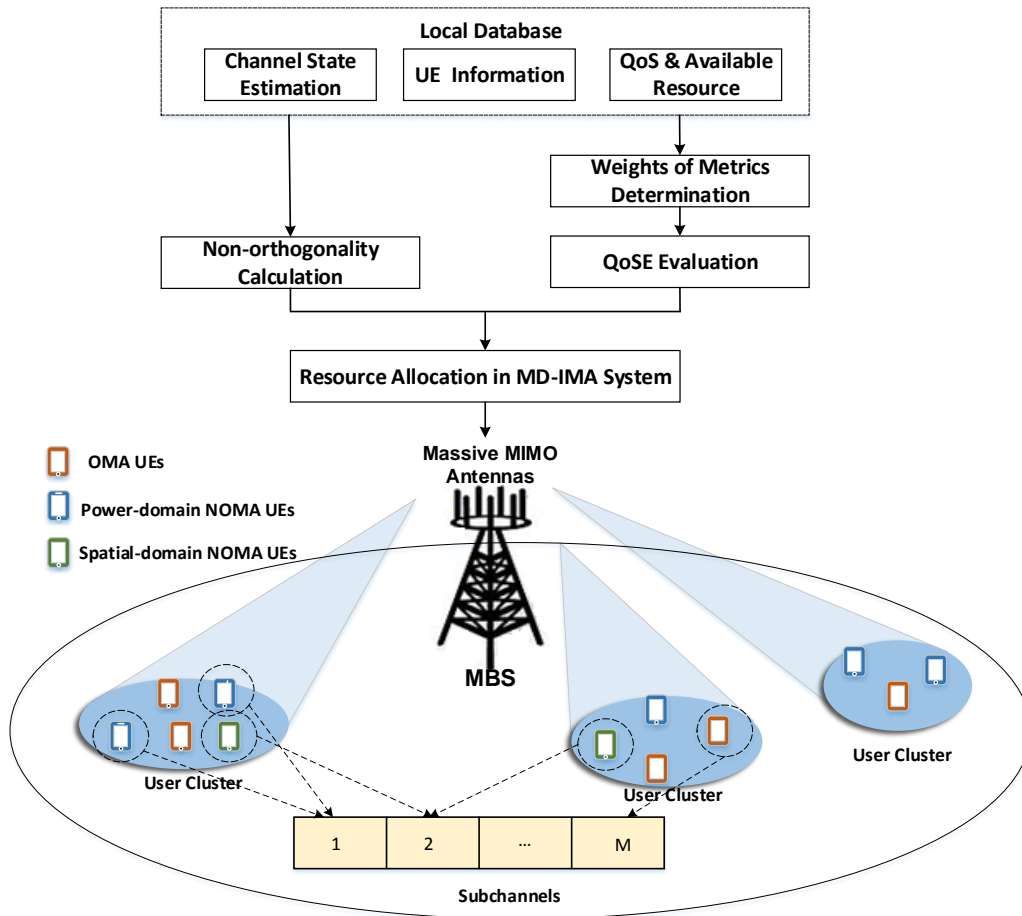 Local Database
Channel State
Estimation
UE Information
QoS & Available
Resource
Weights of Metrics
Determination
Non-orthogonality
Calculation
QoSE Evaluation
Resource Allocation in MD-IMA System
Massive MIMO
Antennas
OMA UEs
Power-domain NOMA UEs
Spatial-domain NOMA UEs
MBS
User Cluster
User Cluster
User Cluster
1
2
...
M
Subchannels